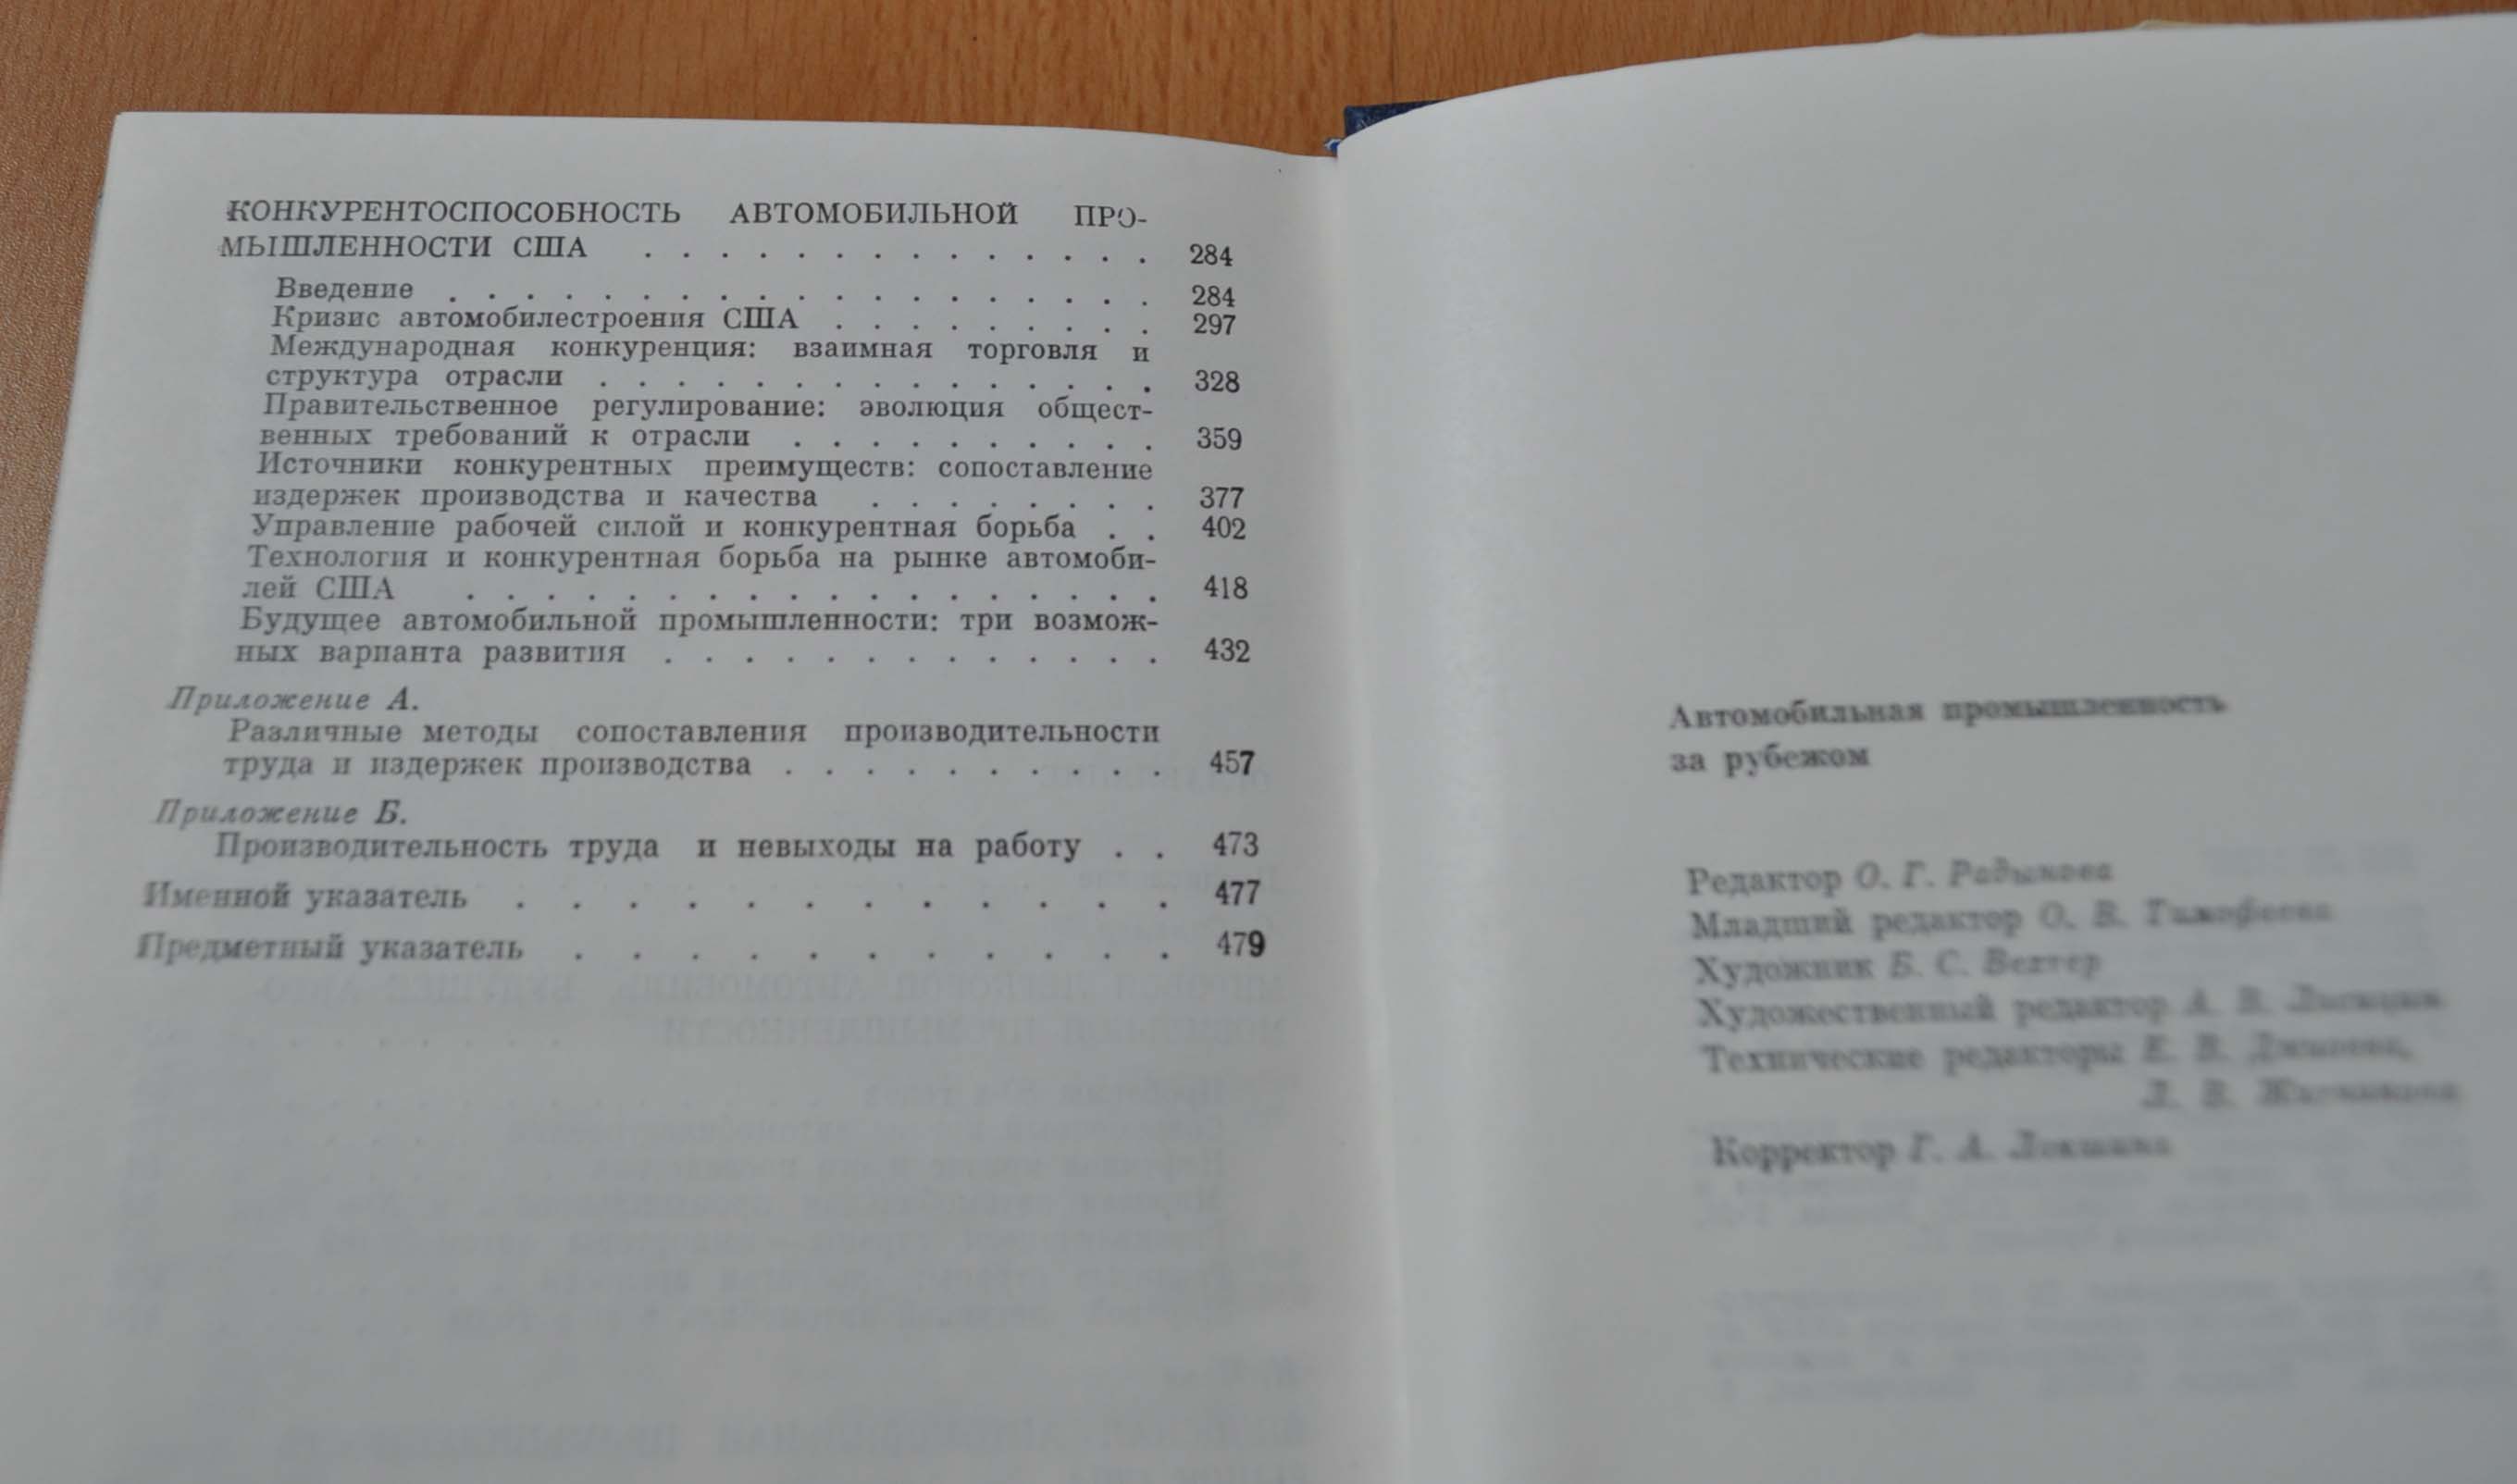 КОНКУРЕНТОСПОСОБНОСТЬ АВТОМОБИЛЬНОЙ ПРО-
МЫШЛЕННОСТИ США . . . . . . . . . . . . . . 284
Введение . . . . . . . . . . . . . . . . . . . 284
Кризис автомобилестроения США . . . . . . . . . 297
Международная конкуренция: взаимная торговля и
структура отрасли . . . . . . . . . . . . . . . 328
Правительственное регулирование: эволюция общест-
венных требований к отрасли . . . . . . . . . . 359
Источники конкурентных преимуществ: сопоставление
издержек производства и качества . . . . . . . . 377
Управление рабочей силой и конкурентная борьба . . 402
Технология и конкурентная борьба на рынке автомоби-
лей США . . . . . . . . . . . . . . . . . . 418
Будущее автомобильной промышленности: три возмож-
ных варианта развития . . . . . . . . . . . . . 432
Приложение А.
Различные методы сопоставления производительности
труда и издержек производства . . . . . . . . . . 457
Приложение Б.
Производительность труда и невыходы на работу . . 473
Именной указатель . . . . . . . . . . . . 477
Предметный указатель . . . . . . . . . . . 479
Автомобильная промышленность
за рубежом
Редактор О. Г. Радынова
Младший редактор О. В. Тимофеева
Художник Б. С. Вехтер
Художественный редактор А. В.
Технические редакторы Е. В.
Л. В.
Корректор Г. А. Локшина